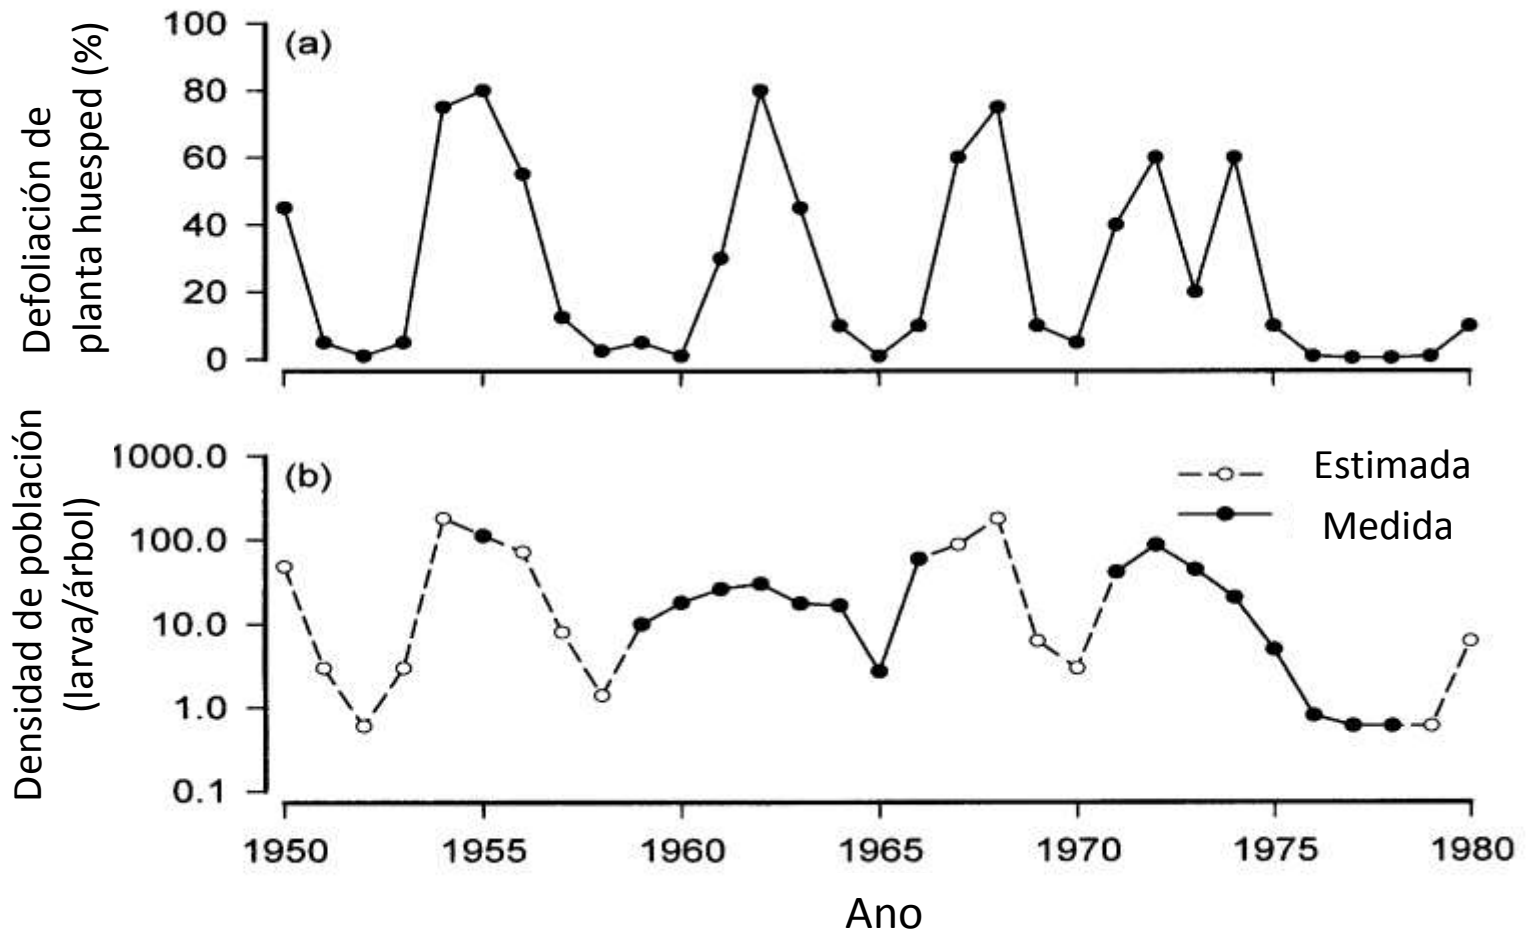 Defoliación de
planta huesped (%)
100
80
60
40
20
0
(a)
Densidad de población
(larva/árbol)
1000.0
100.0
10.0
1.0
0.1
(b)
Estimada
Medida
1950 1955 1960 1965 1970 1975 1980
Ano